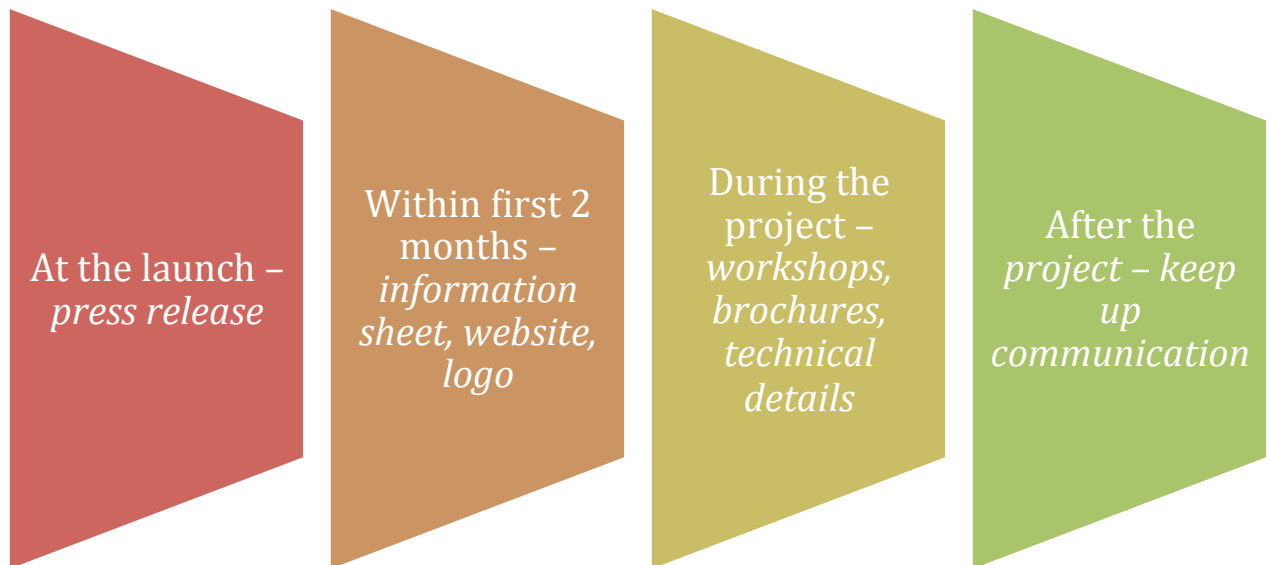 At the launch –
press release
Within first 2
months –
information
sheet, website,
logo
During the
project –
workshops,
brochures,
technical
details
After the
project – keep
up
communication